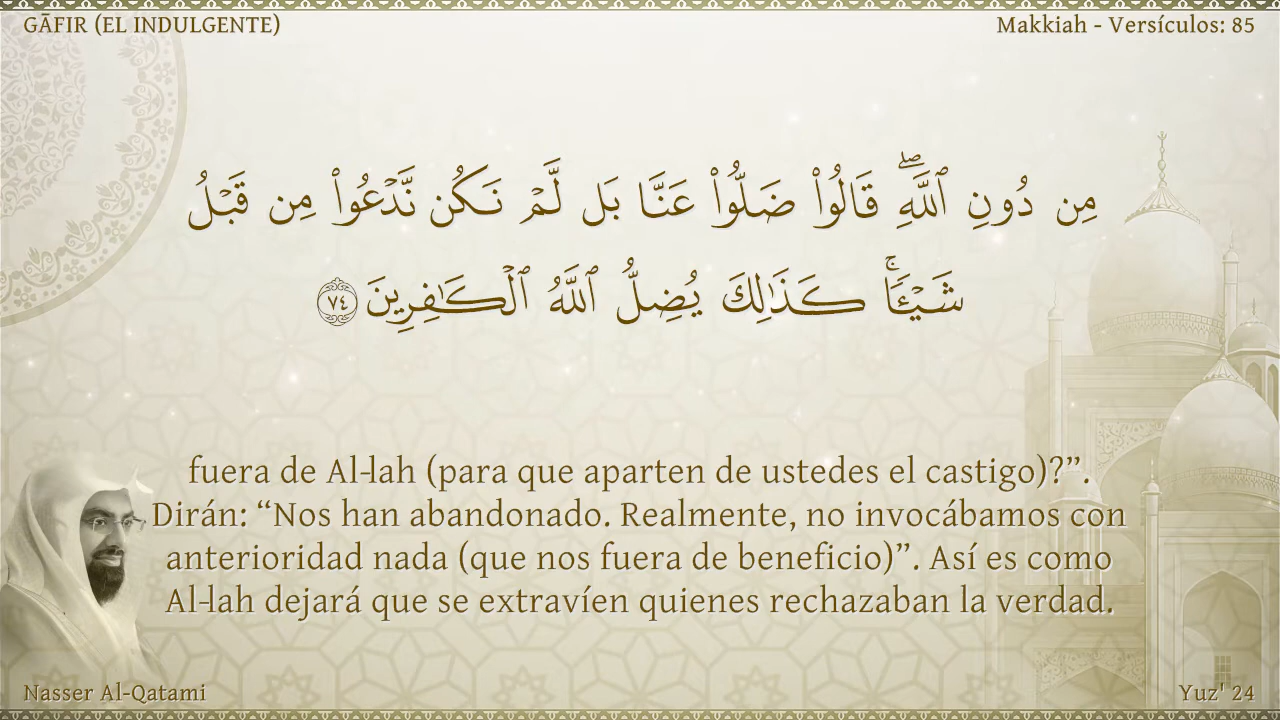 GĀFIR (EL INDULGENTE)
Makkiah - Versículos: 85
مِن دُونِ ٱللَّهِۖ قَالُوا۟ ضَلُّوا۟ عَنَّا بَل لَّمْ نَكُن نَّدْعُوا۟ مِن قَبْلُ
شَيْـًٔاۚ كَذَٰلِكَ يُضِلُّ ٱللَّهُ ٱلْكَـٰفِرِينَ ٧٤
fuera de Al-lah (para que aparten de ustedes el castigo)?”.
Dirán: “Nos han abandonado. Realmente, no invocábamos con
anterioridad nada (que nos fuera de beneficio)”. Así es como
Al-lah dejará que se extravíen quienes rechazaban la verdad.
Nasser Al-Qatami
Yuz' 24